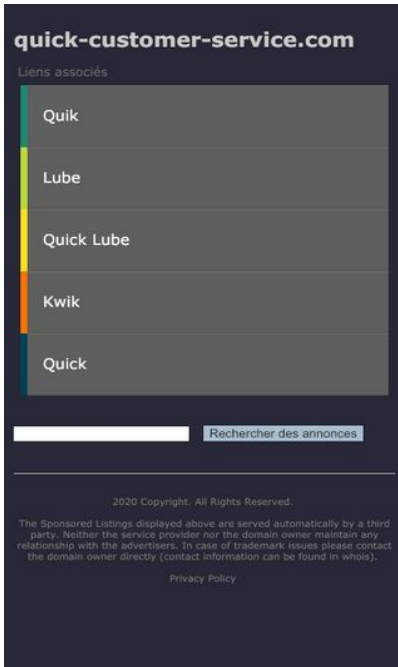 quick-customer-service.com
Liens associés
Quik
Lube
Quick Lube
Kwik
Quick
Rechercher des annonces
2020 Copyright. All Rights Reserved.
The Sponsored Listings displayed above are served automatically by a third
party. Neither the service provider nor the domain owner maintain any
relationship with the advertisers. In case of trademark issues please contact
the domain owner directly (contact information can be found in whois).
Privacy Policy